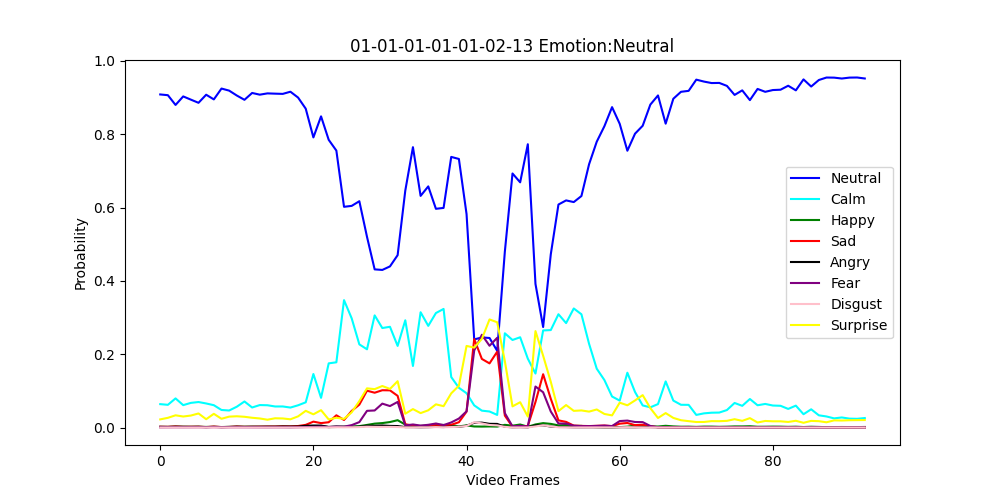 01-01-01-01-01-02-13 Emotion:Neutral
1.0
0.8
0.6
0.4
0.2
0.0
Probability
0
20
40
60
80
Video Frames
Neutral
Calm
Happy
Sad
Angry
Fear
Disgust
Surprise